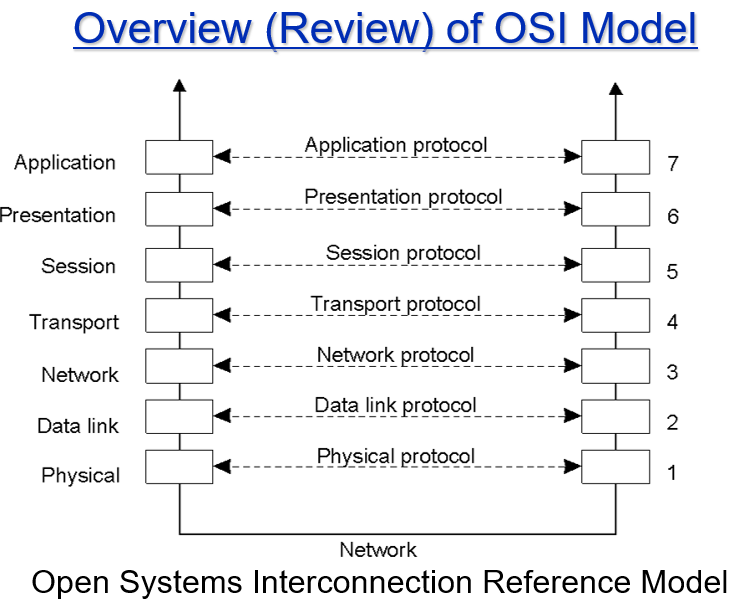 Overview (Review) of OSI Model
Application protocol
Application
7
Presentation protocol
Presentation
6
Session protocol
Session
5
Transport protocol
Transport
4
Network protocol
Network
3
Data link protocol
Data link
2
Physical protocol
Physical
1
Network
Open Systems Interconnection Reference Model